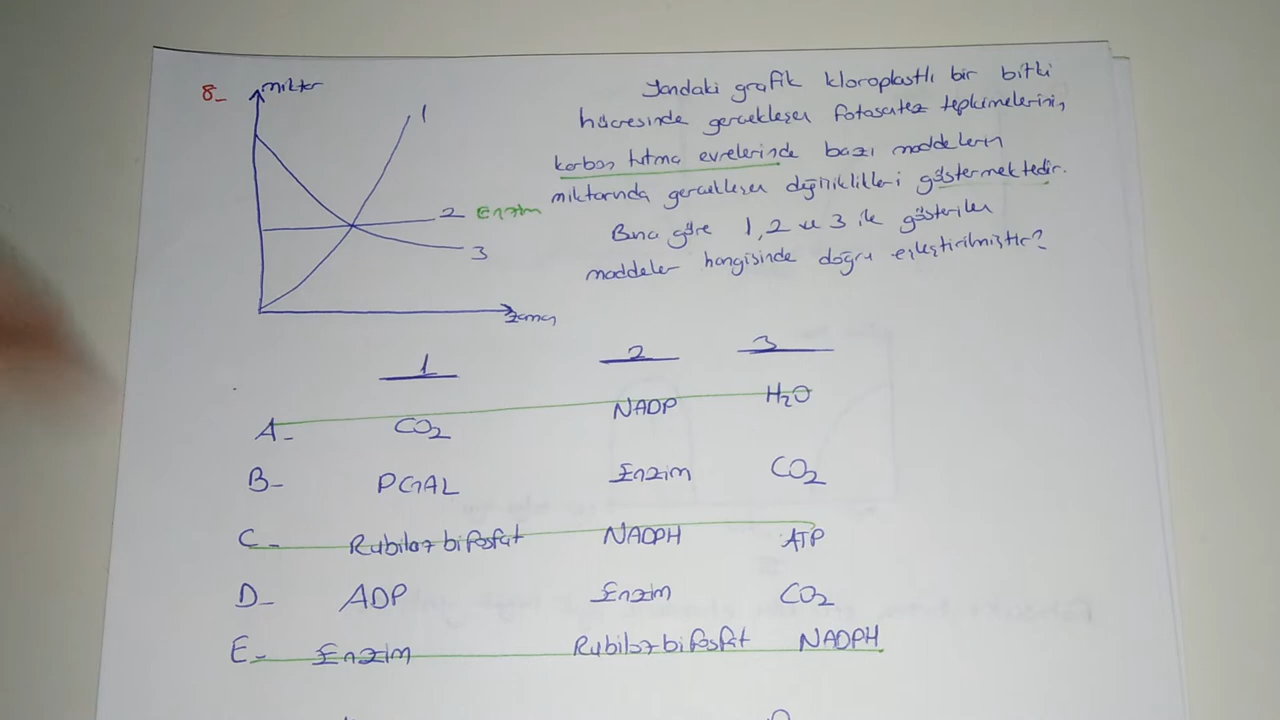 8_
miktar
1
2 Enzim
3
zaman
Yandaki grafik kloroplastlı bir bitki
hücresinde gerçekleşen fotosentez tepkimelerinin,
karbon tutma evrelerinde bazı maddelerin
miktarında gerçekleşen değişiklikleri göstermektedir.
Buna göre 1, 2 ve 3 ile gösterilen
maddeler hangisinde doğru eşleştirilmiştir?
1 2 3
A_ CO2 NADP H2O
B_ PGAL Enzim CO2
C_ Ribuloz bifosfat NADPH ATP
D_ ADP Enzim CO2
E_ Enzim Ribuloz bifosfat NADPH